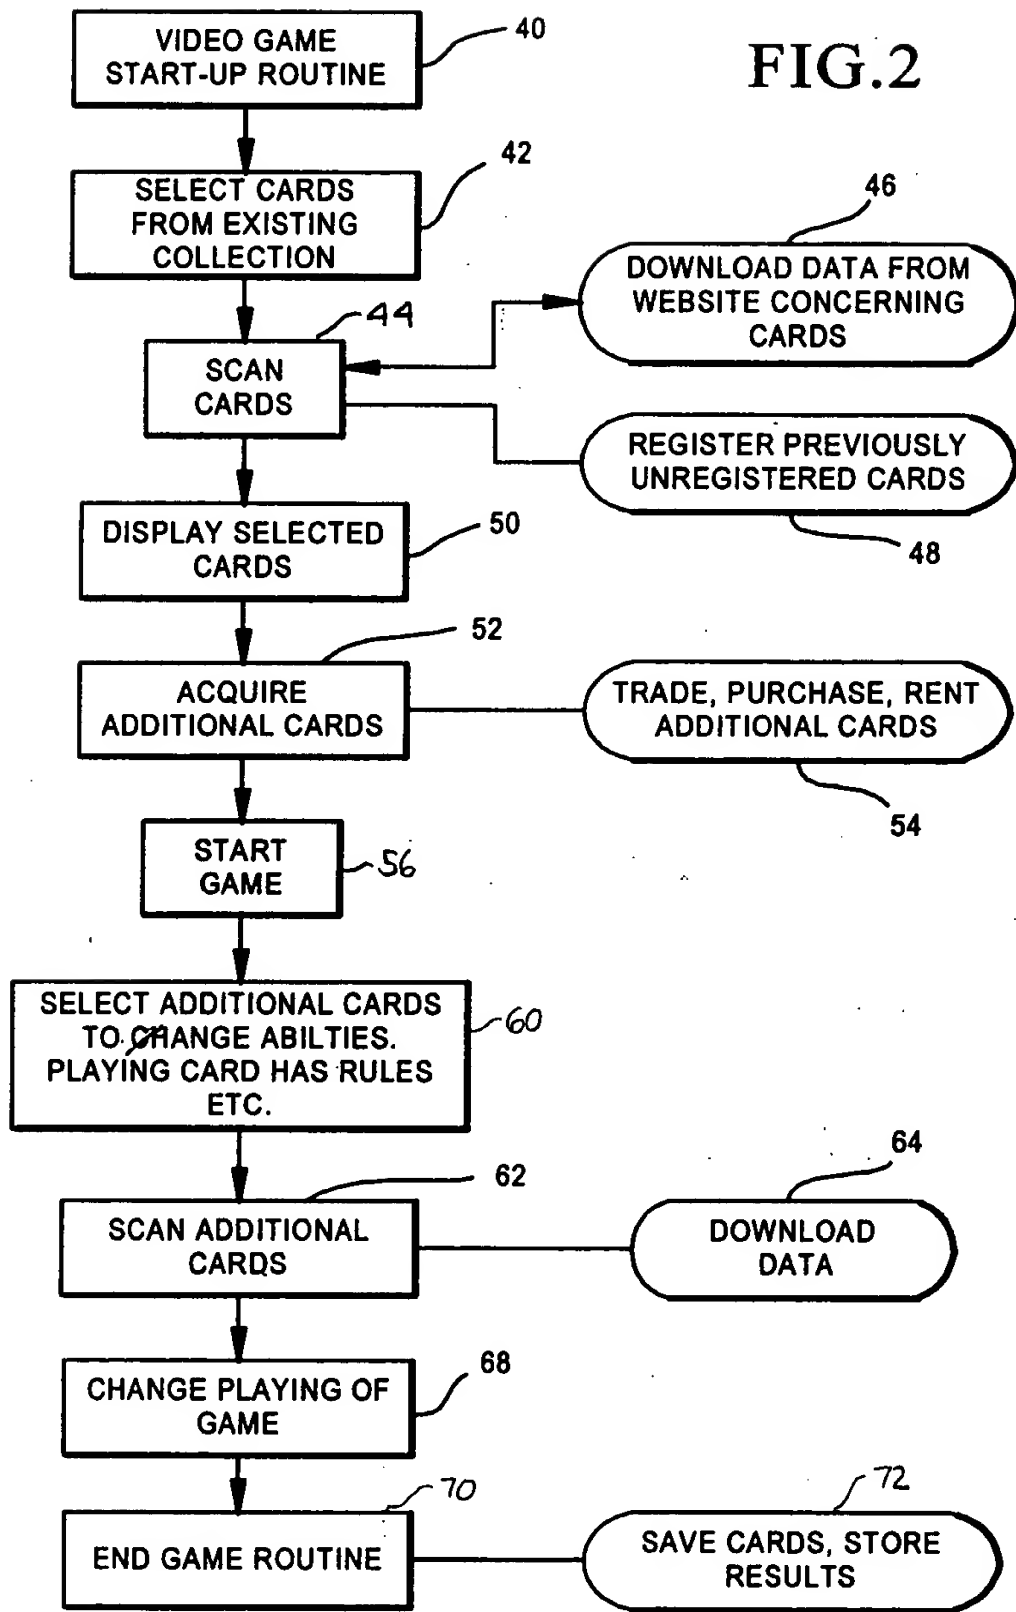 FIG.2
VIDEO GAME
START-UP ROUTINE
40
SELECT CARDS
FROM EXISTING
COLLECTION
42
SCAN
CARDS
44
DOWNLOAD DATA FROM
WEBSITE CONCERNING
CARDS
46
REGISTER PREVIOUSLY
UNREGISTERED CARDS
48
DISPLAY SELECTED
CARDS
50
ACQUIRE
ADDITIONAL CARDS
52
TRADE, PURCHASE, RENT
ADDITIONAL CARDS
54
START
GAME
56
SELECT ADDITIONAL CARDS
TO CHANGE ABILTIES.
PLAYING CARD HAS RULES
ETC.
60
SCAN ADDITIONAL
CARDS
62
DOWNLOAD
DATA
64
CHANGE PLAYING OF
GAME
68
END GAME ROUTINE
70
SAVE CARDS, STORE
RESULTS
72